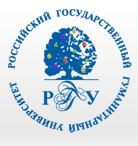 РОССИЙСКИЙ ГОСУДАРСТВЕННЫЙ
ГУМАНИТАРНЫЙ УНИВЕРСИТЕТ
РГГУ